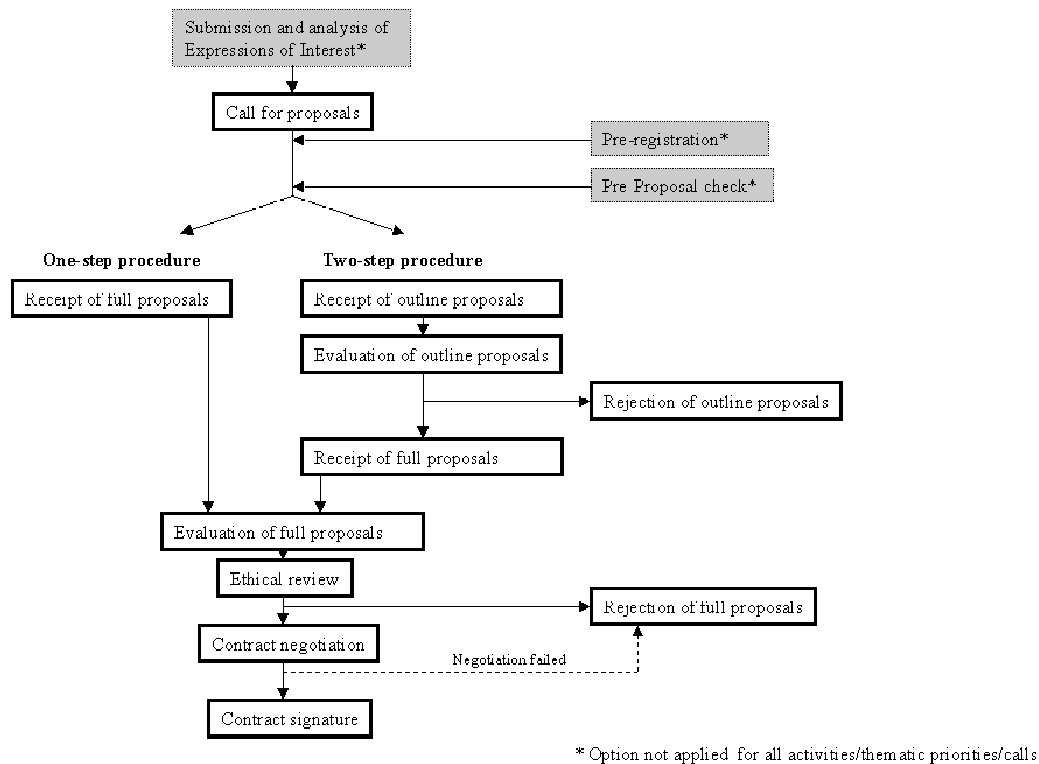 Submission and analysis of
Expressions of Interest*
Call for proposals
Pre-registration*
Pre Proposal check*
One-step procedure
Two-step procedure
Receipt of full proposals
Receipt of outline proposals
Evaluation of outline proposals
Rejection of outline proposals
Receipt of full proposals
Evaluation of full proposals
Ethical review
Rejection of full proposals
Contract negotiation
Negotiation failed
Contract signature
* Option not applied for all activities/thematic priorities/calls